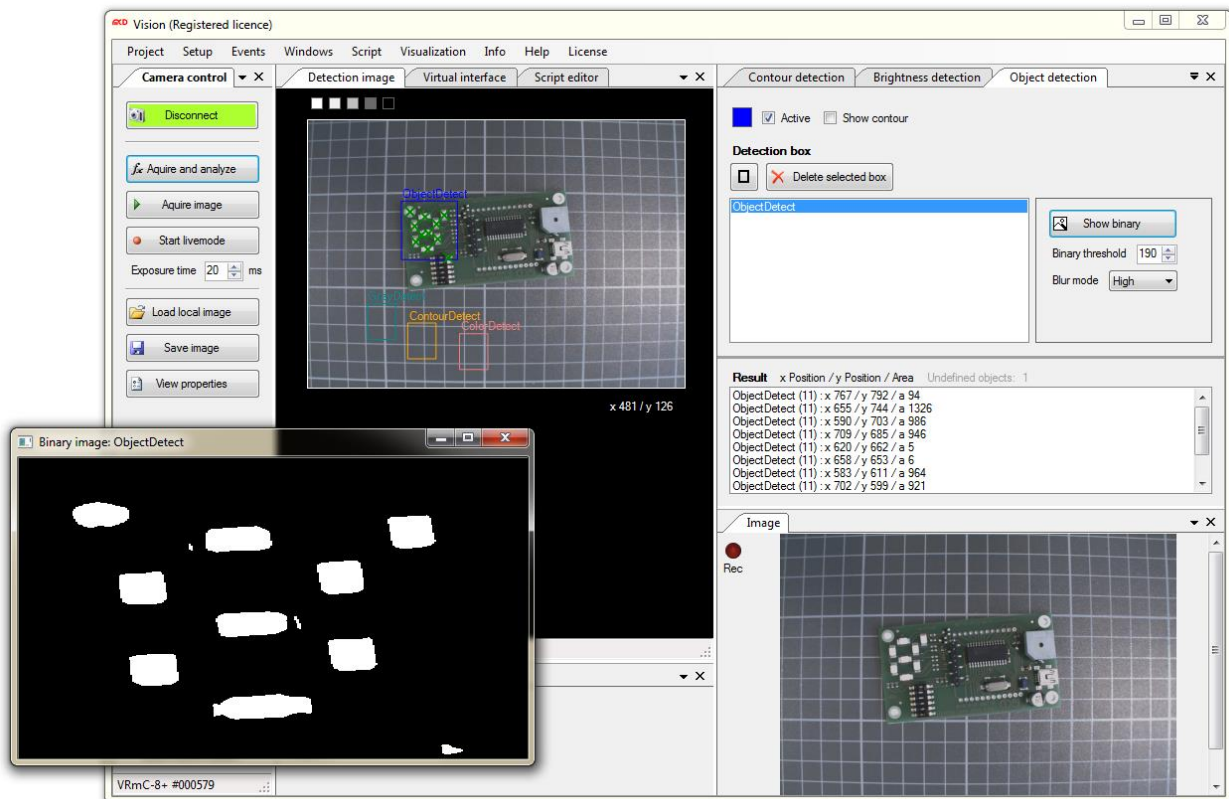 EXD Vision (Registered licence)
Project Setup Events Windows Script Visualization Info Help License
Camera control
Disconnect
fx Aquire and analyze
Aquire image
Start livemode
Exposure time 20 ms
Load local image
Save image
View properties
Detection image Virtual interface Script editor
ObjectDetect
ContourDetect
ColorDetect
x 481 / y 126
Contour detection Brightness detection Object detection
Active Show contour
Detection box
Delete selected box
ObjectDetect
Show binary
Binary threshold 190
Blur mode High
Result x Position / y Position / Area Undefined objects: 1
ObjectDetect (11) : x 767 / y 792 / a 94
ObjectDetect (11) : x 655 / y 744 / a 1326
ObjectDetect (11) : x 590 / y 703 / a 986
ObjectDetect (11) : x 709 / y 685 / a 946
ObjectDetect (11) : x 620 / y 662 / a 5
ObjectDetect (11) : x 658 / y 653 / a 6
ObjectDetect (11) : x 583 / y 611 / a 964
ObjectDetect (11) : x 702 / y 599 / a 921
Binary image: ObjectDetect
Image
Rec
VRmC-8+ #000579